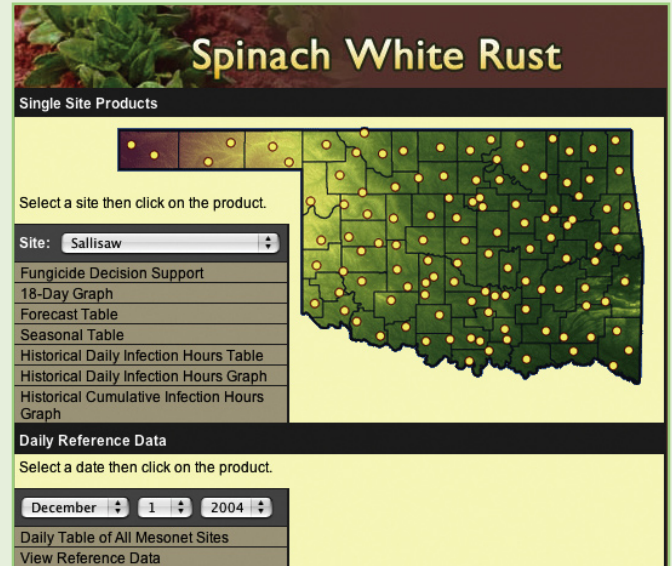 Spinach White Rust
Single Site Products
Select a site then click on the product.
Site: Sallisaw
Fungicide Decision Support
18-Day Graph
Forecast Table
Seasonal Table
Historical Daily Infection Hours Table
Historical Daily Infection Hours Graph
Historical Cumulative Infection Hours
Graph
Daily Reference Data
Select a date then click on the product.
December 1 2004
Daily Table of All Mesonet Sites
View Reference Data